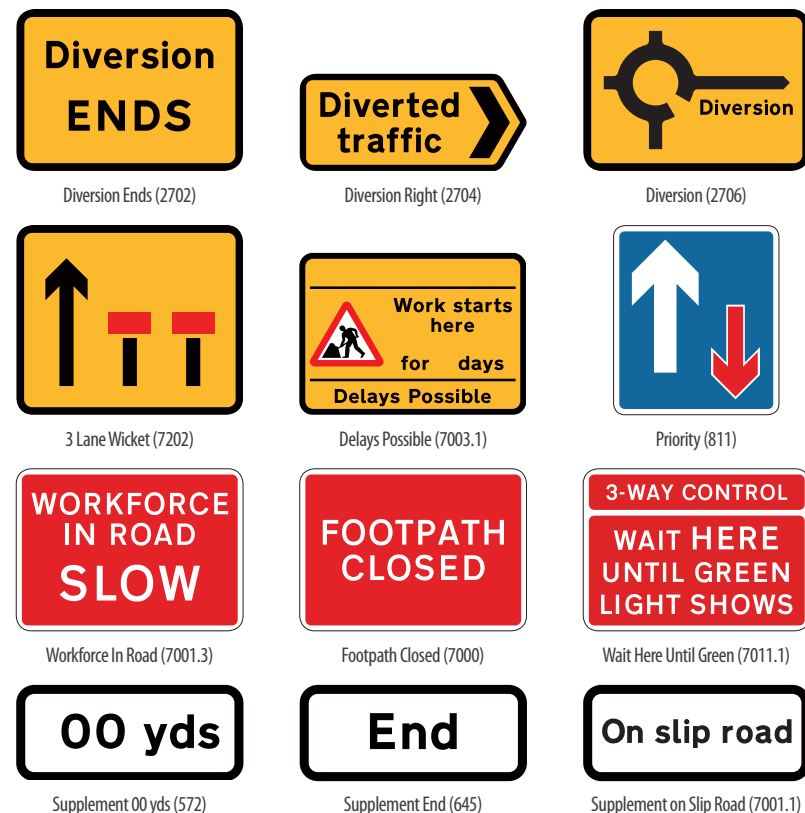 Diversion
ENDS
Diversion Ends (2702)
Diverted
traffic
Diversion Right (2704)
Diversion
Diversion (2706)
3 Lane Wicket (7202)
Work starts
here
for days
Delays Possible
Delays Possible (7003.1)
Priority (811)
WORKFORCE
IN ROAD
SLOW
Workforce In Road (7001.3)
FOOTPATH
CLOSED
Footpath Closed (7000)
3-WAY CONTROL
WAIT HERE
UNTIL GREEN
LIGHT SHOWS
Wait Here Until Green (7011.1)
00 yds
Supplement 00 yds (572)
End
Supplement End (645)
On slip road
Supplement on Slip Road (7001.1)